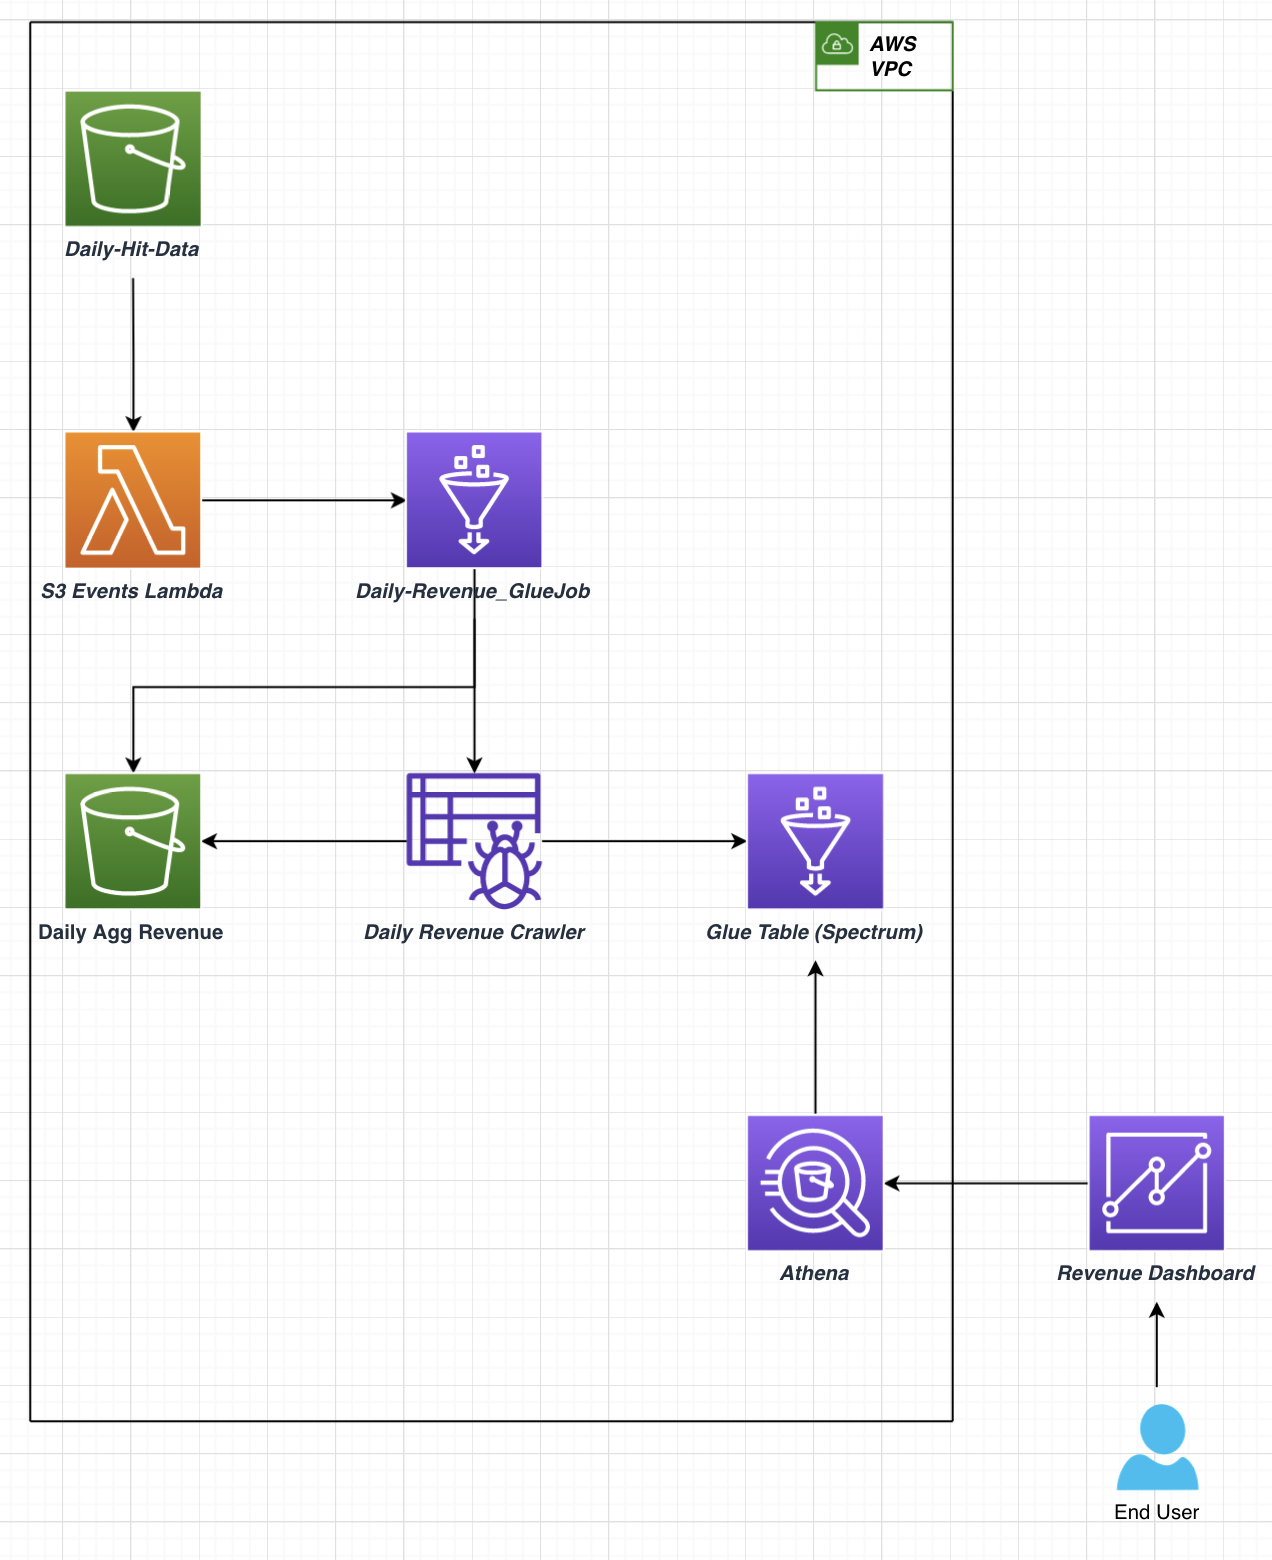 AWS
VPC
Daily-Hit-Data
S3 Events Lambda
Daily-Revenue_GlueJob
Daily Agg Revenue
Daily Revenue Crawler
Glue Table (Spectrum)
Athena
Revenue Dashboard
End User